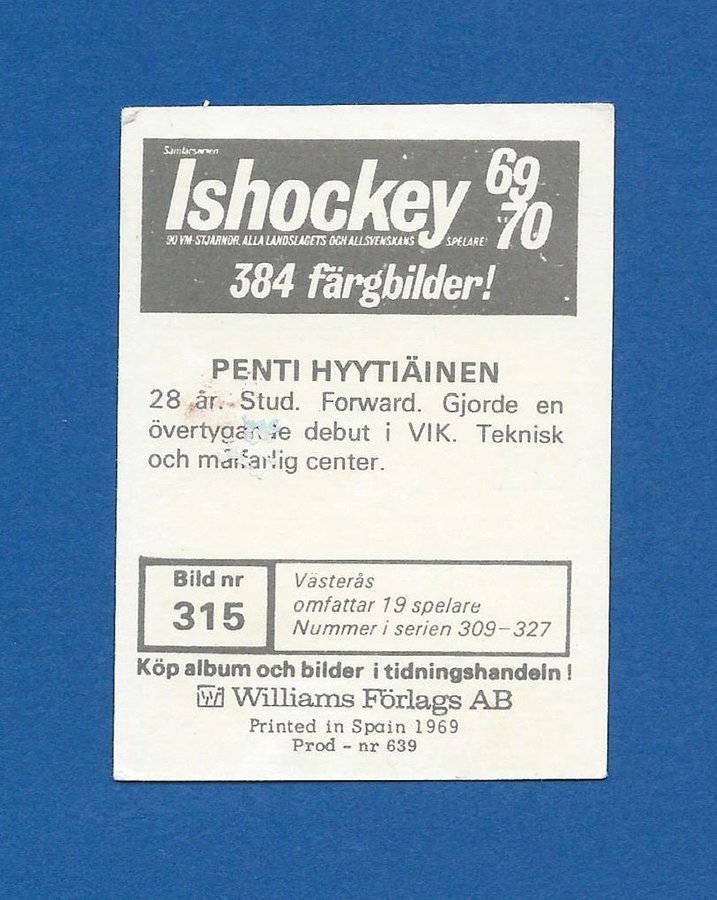 Samlarserien
Ishockey 69
70
90 VM-STJÄRNOR, ALLA LANDSLAGETS OCH ALLSVENSKANS SPELARE!
384 färgbilder!
PENTI HYYTIÄINEN
28 år. Stud. Forward. Gjorde en
övertygande debut i VIK. Teknisk
och målfarlig center.
Bild nr
315
Västerås
omfattar 19 spelare
Nummer i serien 309–327
Köp album och bilder i tidningshandeln!
W Williams Förlags AB
Printed in Spain 1969
Prod - nr 639